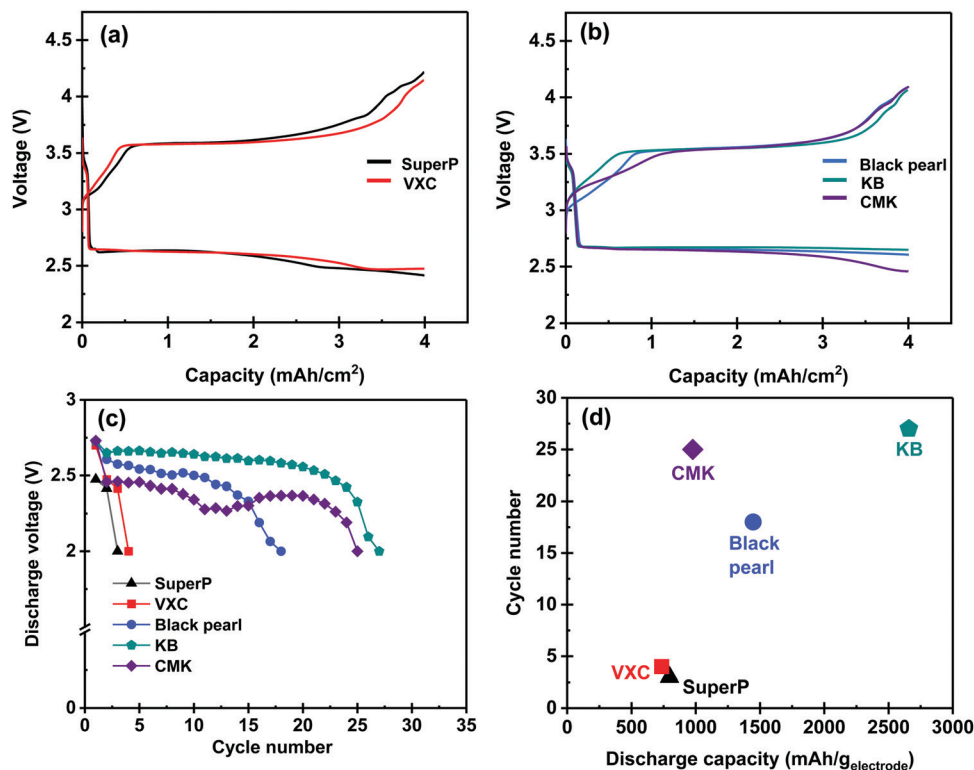 (a)
4.5
4
3.5
3
2.5
2
Voltage (V)
SuperP
VXC
0 1 2 3 4
Capacity (mAh/cm²)
(b)
4.5
4
3.5
3
2.5
2
Voltage (V)
Black pearl
KB
CMK
0 1 2 3 4
Capacity (mAh/cm²)
(c)
3
2.5
2
0
Discharge voltage (V)
SuperP
VXC
Black pearl
KB
CMK
0 5 10 15 20 25 30 35
Cycle number
(d)
30
25
20
15
10
5
0
Cycle number
KB
CMK
Black
pearl
VXC
SuperP
0 500 1000 1500 2000 2500 3000
Discharge capacity (mAh/g_electrode)